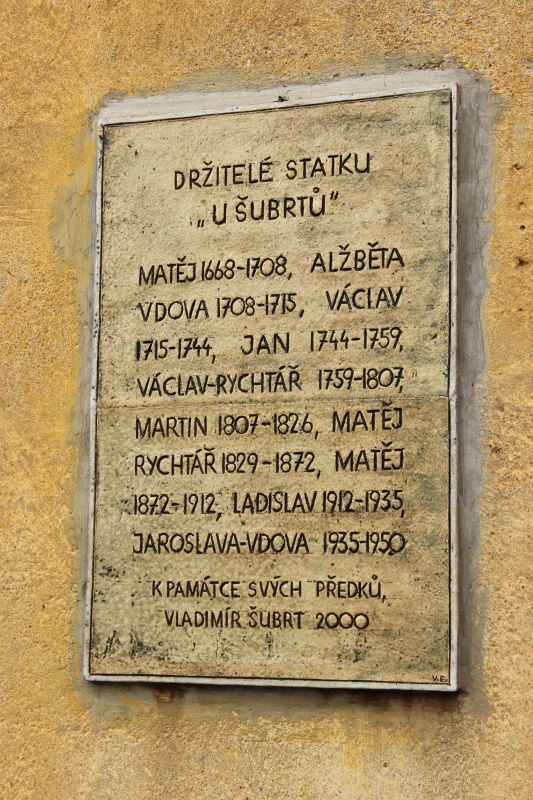 DRŽITELÉ STATKU
„U ŠUBRTŮ"
MATĚJ 1668-1708, ALŽBĚTA
VDOVA 1708-1715, VÁCLAV
1715-1744, JAN 1744-1759,
VÁCLAV-RYCHTÁŘ 1759-1807,
MARTIN 1807-1826, MATĚJ
RYCHTÁŘ 1829-1872, MATĚJ
1872-1912, LADISLAV 1912-1935,
JAROSLAVA-VDOVA 1935-1950
K PAMÁTCE SVÝCH PŘEDKŮ,
VLADIMÍR ŠUBRT 2000
V.E.